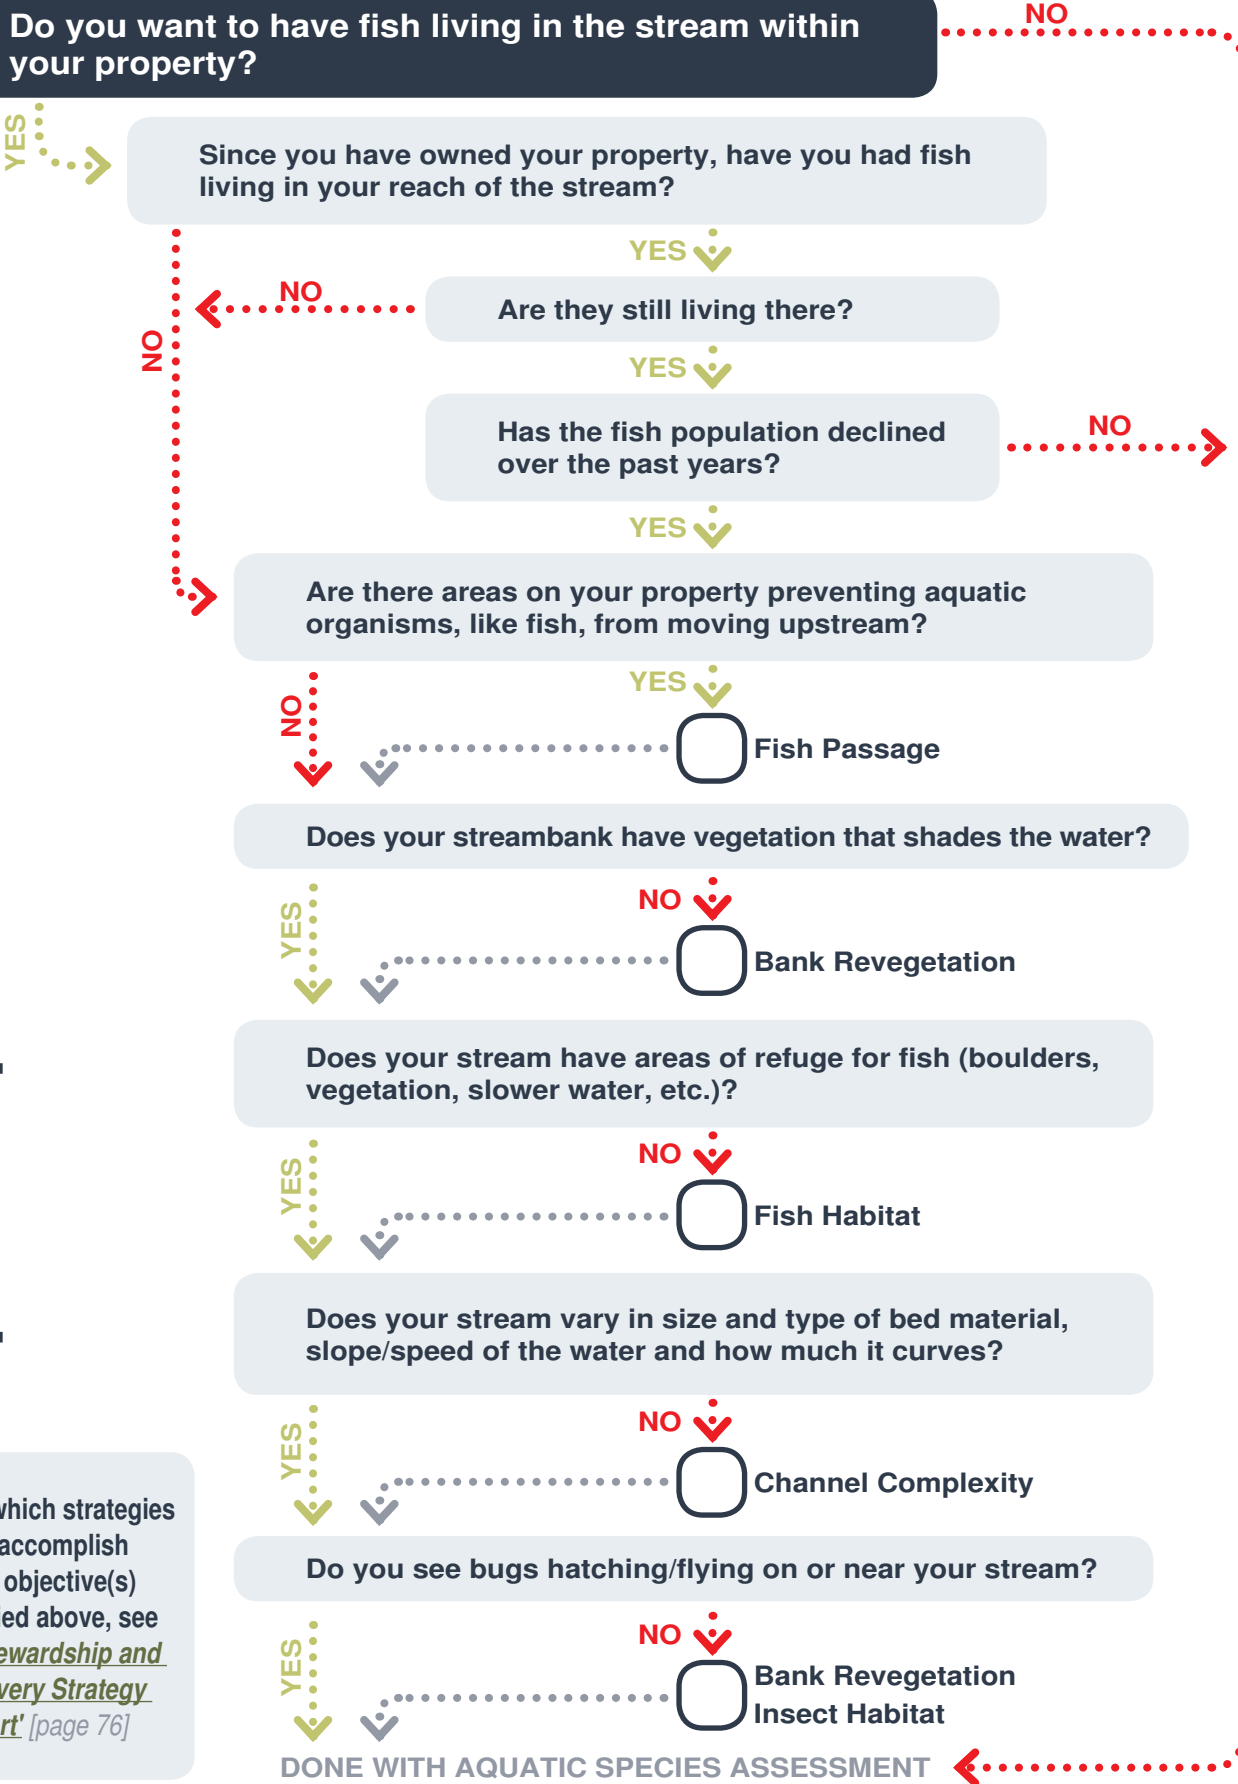 Do you want to have fish living in the stream within
your property?
NO
YES
Since you have owned your property, have you had fish
living in your reach of the stream?
YES
NO
Are they still living there?
NO
YES
Has the fish population declined
over the past years?
NO
YES
Are there areas on your property preventing aquatic
organisms, like fish, from moving upstream?
YES
NO
Fish Passage
Does your streambank have vegetation that shades the water?
NO
YES
Bank Revegetation
Does your stream have areas of refuge for fish (boulders,
vegetation, slower water, etc.)?
NO
YES
Fish Habitat
Does your stream vary in size and type of bed material,
slope/speed of the water and how much it curves?
NO
YES
Channel Complexity
Do you see bugs hatching/flying on or near your stream?
NO
YES
Bank Revegetation
Insect Habitat
DONE WITH AQUATIC SPECIES ASSESSMENT
which strategies
accomplish
objective(s)
ied above, see
ewardship and
very Strategy
rt' [page 76]